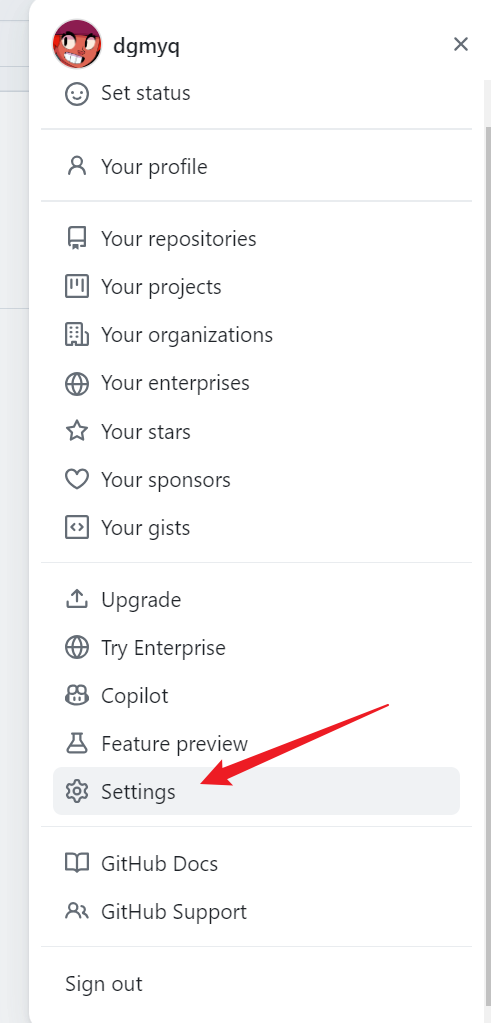 dgmyq
Set status
Your profile
Your repositories
Your projects
Your organizations
Your enterprises
Your stars
Your sponsors
Your gists
Upgrade
Try Enterprise
Copilot
Feature preview
Settings
GitHub Docs
GitHub Support
Sign out